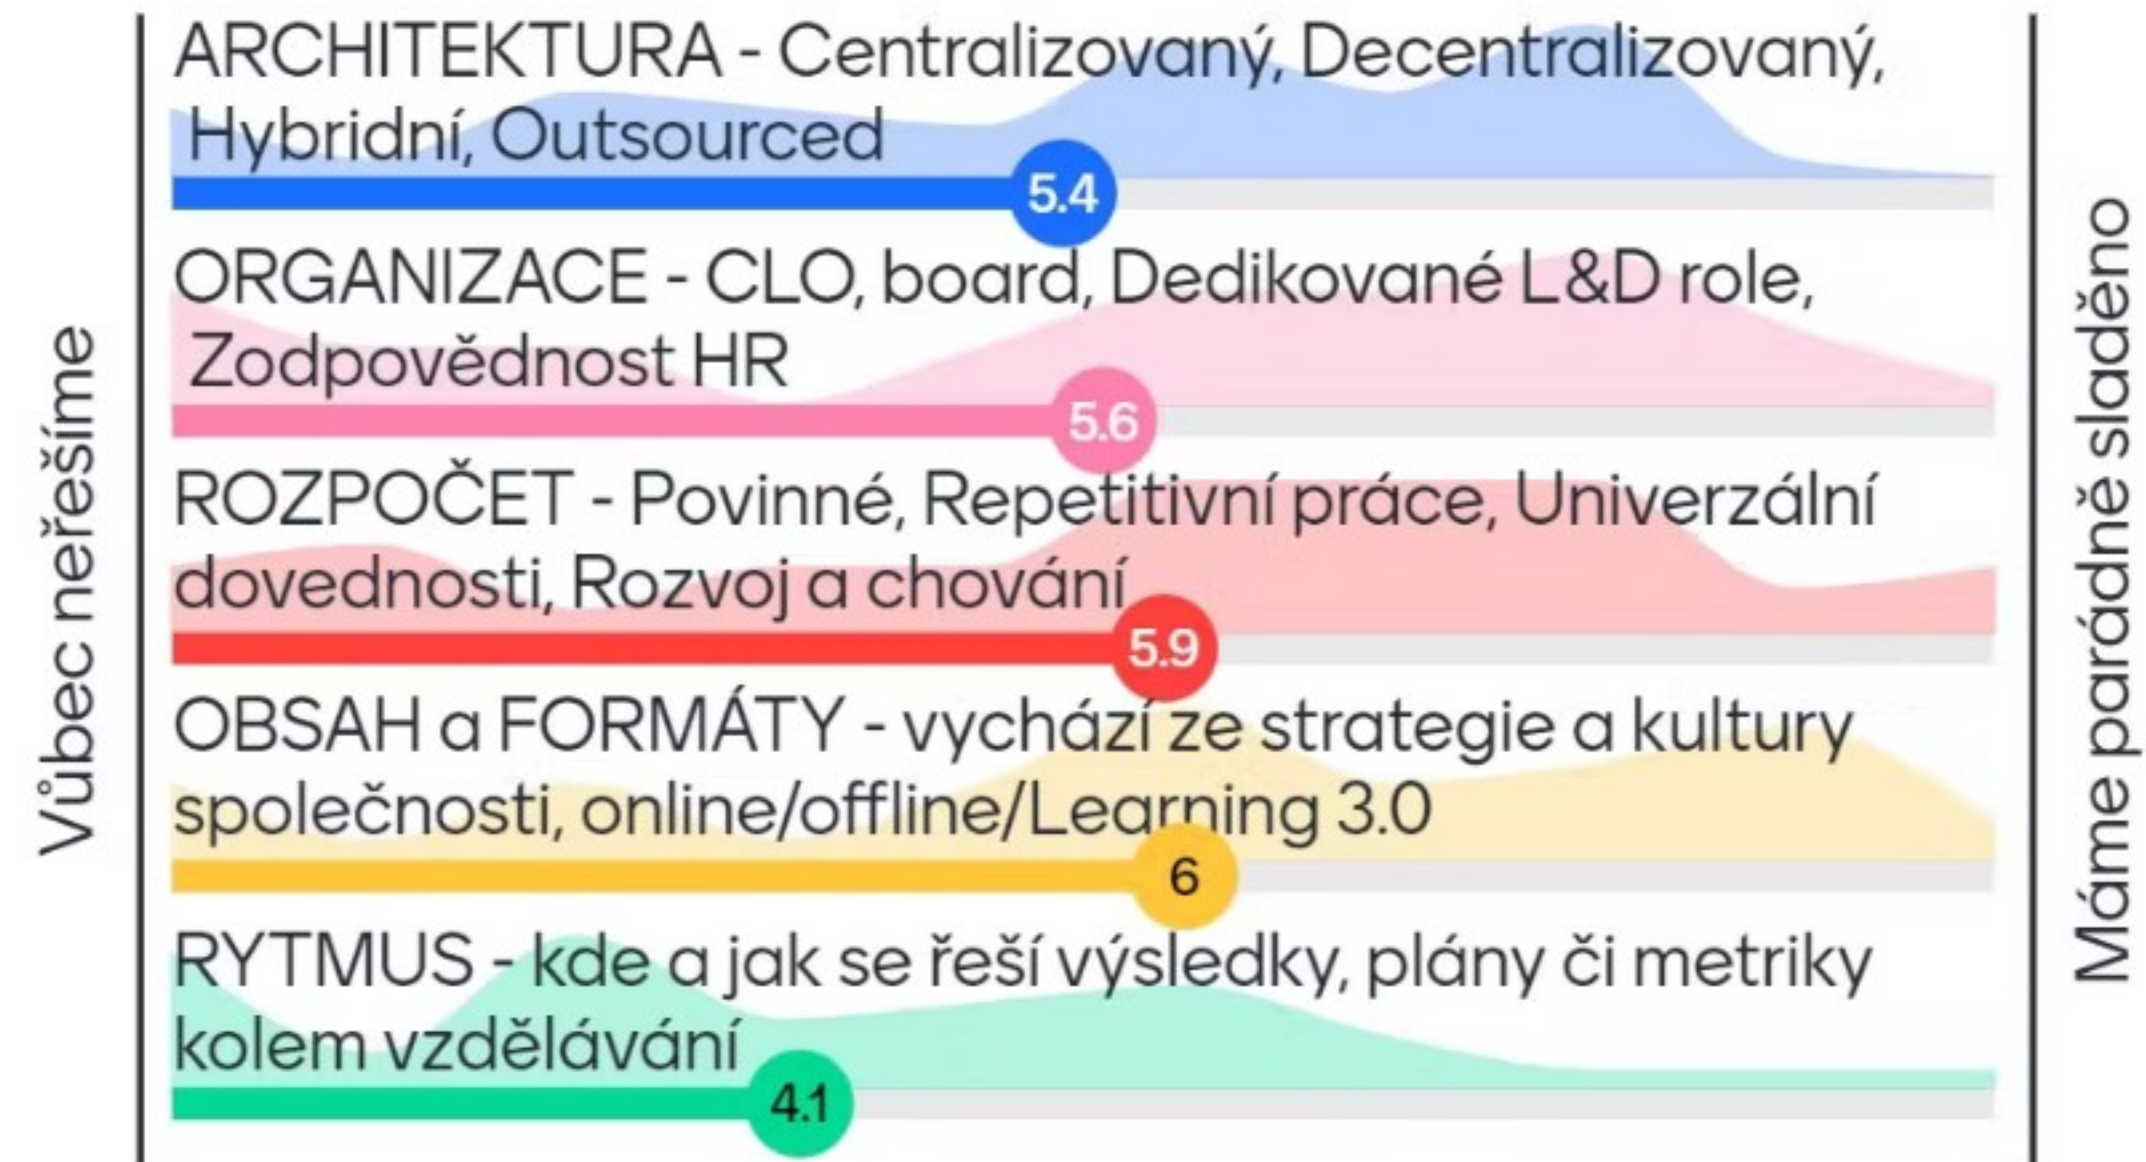 Vůbec neřešíme
ARCHITEKTURA - Centralizovaný, Decentralizovaný,
Hybridní, Outsourced
5.4
ORGANIZACE - CLO, board, Dedikované L&D role,
Zodpovědnost HR
5.6
ROZPOČET - Povinné, Repetitivní práce, Univerzální
dovednosti, Rozvoj a chování
5.9
OBSAH a FORMÁTY - vychází ze strategie a kultury
společnosti, online/offline/Learning 3.0
6
RYTMUS - kde a jak se řeší výsledky, plány či metriky
kolem vzdělávání
4.1
Máme parádně sladěno